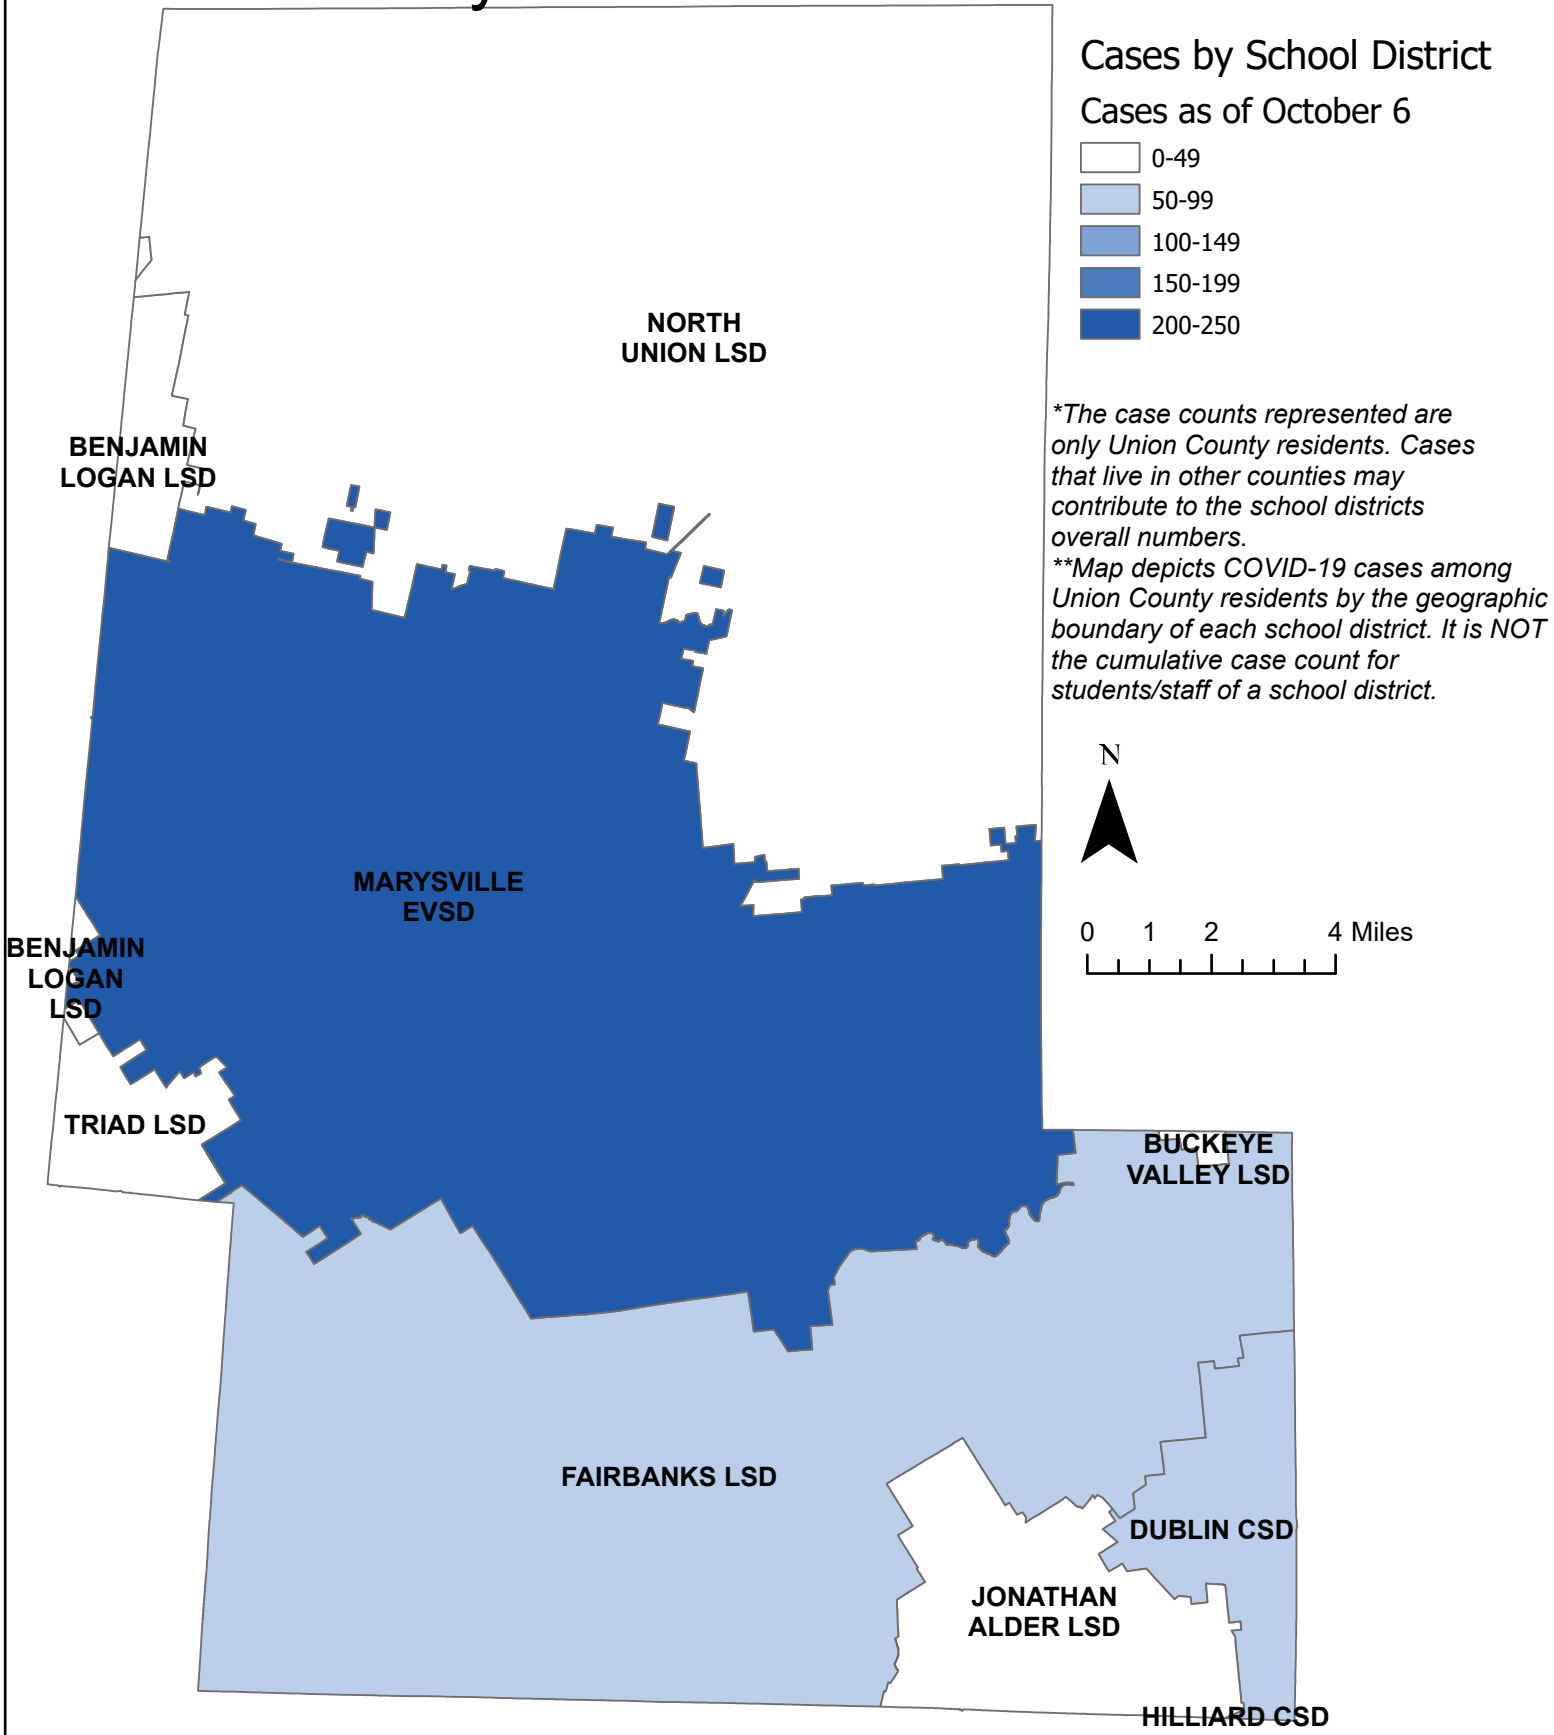 Cases by School District
Cases as of October 6
0-49
50-99
100-149
150-199
200-250
*The case counts represented are
only Union County residents. Cases
that live in other counties may
contribute to the school districts
overall numbers.
**Map depicts COVID-19 cases among
Union County residents by the geographic
boundary of each school district. It is NOT
the cumulative case count for
students/staff of a school district.
N
0 1 2 4 Miles
NORTH
UNION LSD
BENJAMIN
LOGAN LSD
MARYSVILLE
EVSD
BENJAMIN
LOGAN
LSD
TRIAD LSD
BUCKEYE
VALLEY LSD
FAIRBANKS LSD
DUBLIN CSD
JONATHAN
ALDER LSD
HILLIARD CSD